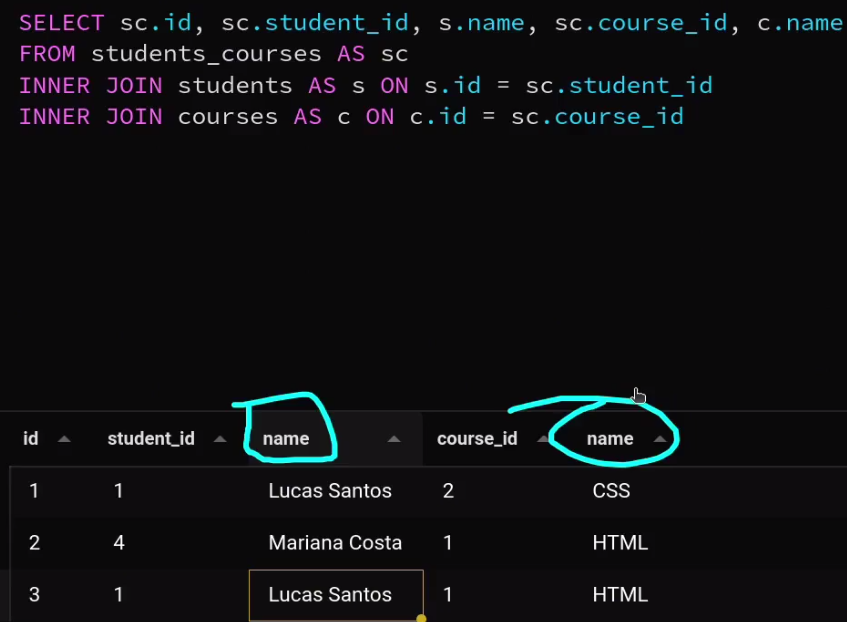 SELECT sc.id, sc.student_id, s.name, sc.course_id, c.name
FROM students_courses AS sc
INNER JOIN students AS s ON s.id = sc.student_id
INNER JOIN courses AS c ON c.id = sc.course_id
id student_id name course_id name
1 1 Lucas Santos 2 CSS
2 4 Mariana Costa 1 HTML
3 1 Lucas Santos 1 HTML